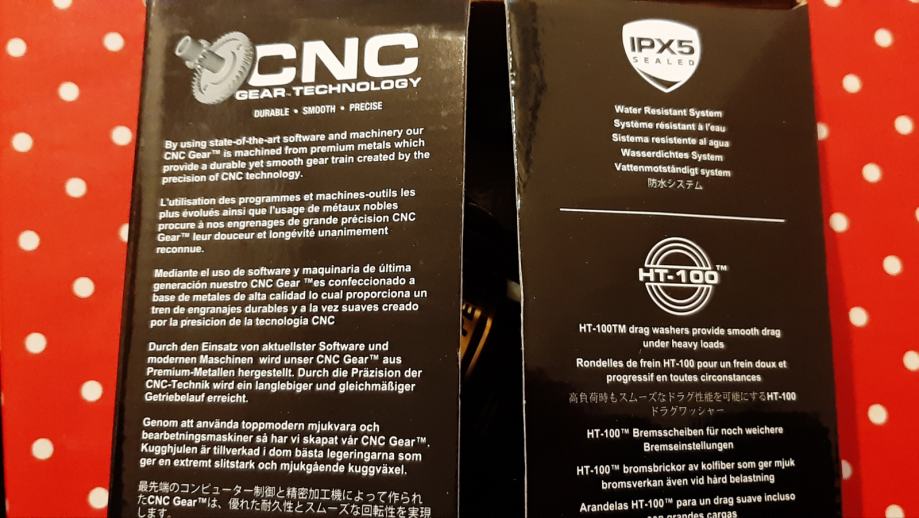 CNC
GEAR™TECHNOLOGY
DURABLE • SMOOTH • PRECISE
By using state-of-the-art software and machinery our
CNC Gear™ is machined from premium metals which
provide a durable yet smooth gear train created by the
precision of CNC technology.
L'utilisation des programmes et machines-outils les
plus évolués ainsi que l'usage de métaux nobles
procure à nos engrenages de grande précision CNC
Gear™ leur douceur et longévité unanimement
reconnue.
Mediante el uso de software y maquinaria de última
generación nuestro CNC Gear ™es confeccionado a
base de metales de alta calidad lo cual proporciona un
tren de engranajes durables y a la vez suaves creado
por la presicion de la tecnología CNC
Durch den Einsatz von aktuellster Software und
modernen Maschinen wird unser CNC Gear™ aus
Premium-Metallen hergestellt. Durch die Präzision der
CNC-Technik wird ein langlebiger und gleichmäßiger
Getriebelauf erreicht.
Genom att använda toppmodern mjukvara och
bearbetningsmaskiner så har vi skapat vår CNC Gear™.
Kugghjulen är tillverkad i dom bästa legeringarna som
ger en extremt slitstark och mjukgående kuggväxel.
最先端のコンピューター制御と精密加工機によって作られ
たCNC Gear™は、優れた耐久性とスムーズな回転性を実現
します。
IPX5
SEALED
Water Resistant System
Système résistant à l'eau
Sistema resistente al agua
Wasserdichtes System
Vattenmotståndigt system
防水システム
HT-100™
HT-100TM drag washers provide smooth drag
under heavy loads
Rondelles de frein HT-100 pour un frein doux et
progressif en toutes circonstances
高負荷時もスムーズなドラグ性能を可能にするHT-100
ドラグワッシャー
HT-100™ Bremsscheiben für noch weichere
Bremseinstellungen
HT-100™ bromsbrickor av kolfiber som ger mjuk
bromsverkan även vid hård belastning
Arandelas HT-100™ para un drag suave incluso
con grandes cargas